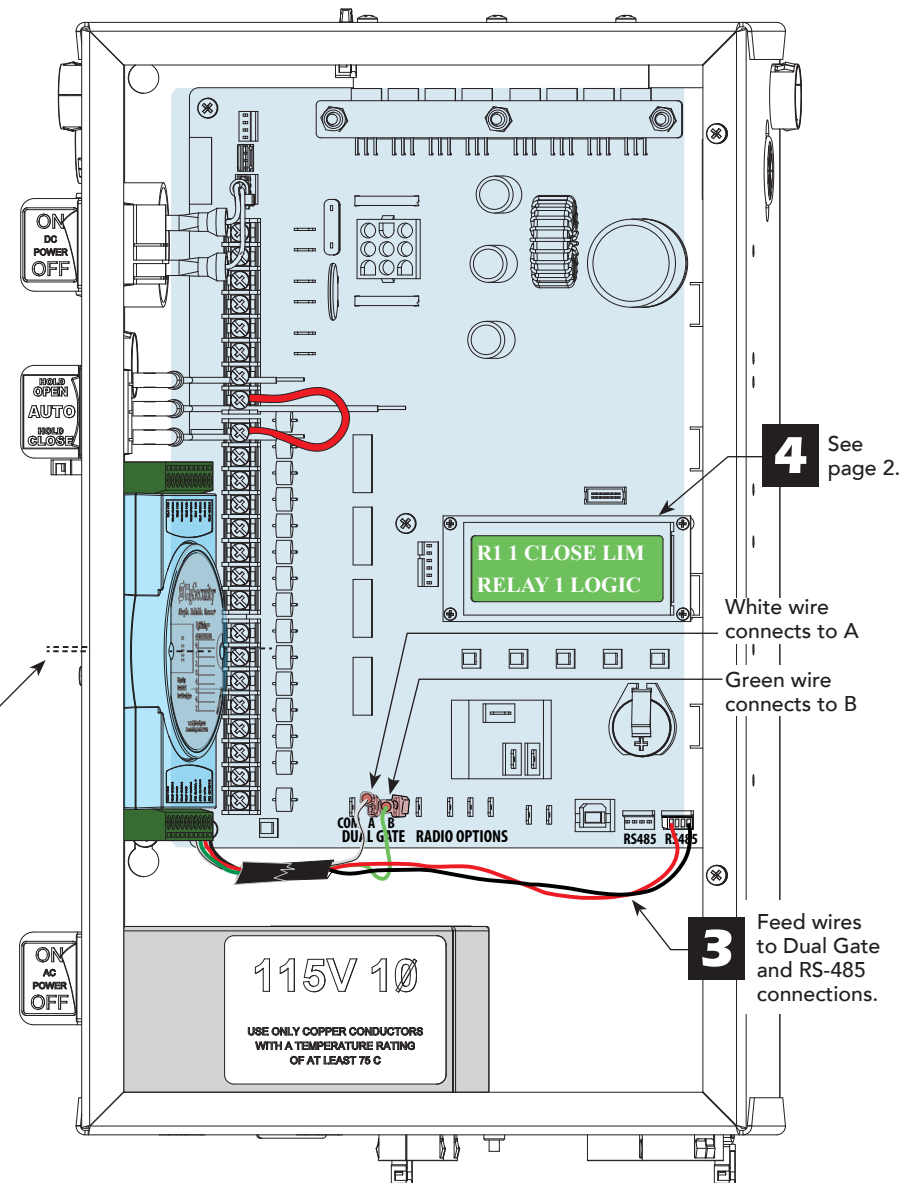 ON
DC
POWER
OFF
HOLD
OPEN
AUTO
HOLD
CLOSE
HySecurity
R1 1 CLOSE LIM
RELAY 1 LOGIC
4
See
page 2.
White wire
connects to A
Green wire
connects to B
COM A B
DUAL GATE
RADIO OPTIONS
RS485
RS485
3
Feed wires
to Dual Gate
and RS-485
connections.
ON
AC
POWER
OFF
115V 1Ø
USE ONLY COPPER CONDUCTORS
WITH A TEMPERATURE RATING
OF AT LEAST 75 C